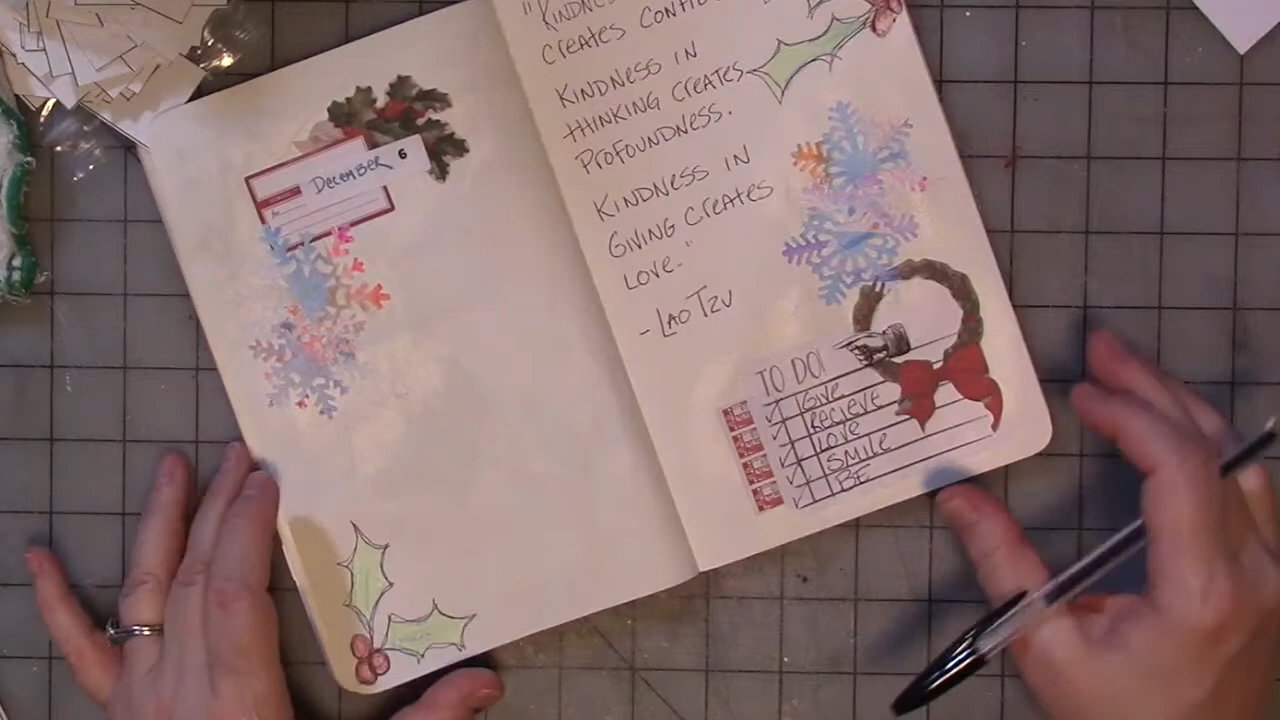 December 6
"KINDNESS
CREATES
KINDNESS IN
THINKING CREATES
PROFOUNDNESS.
KINDNESS IN
GIVING CREATES
LOVE."
- LAO TZU
TO DO!
GIVE
RECIEVE
LOVE
SMILE
BE